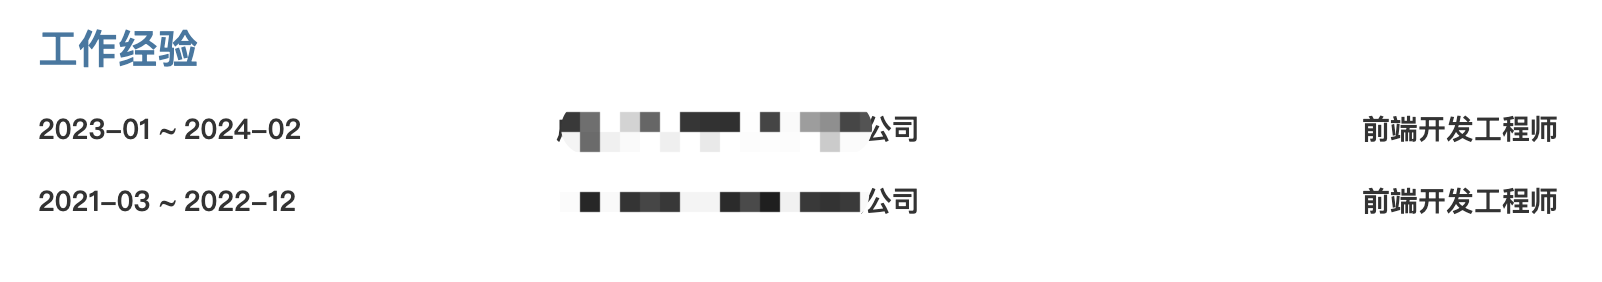 工作经验
2023-01 ~ 2024-02 公司 前端开发工程师
2021-03 ~ 2022-12 公司 前端开发工程师